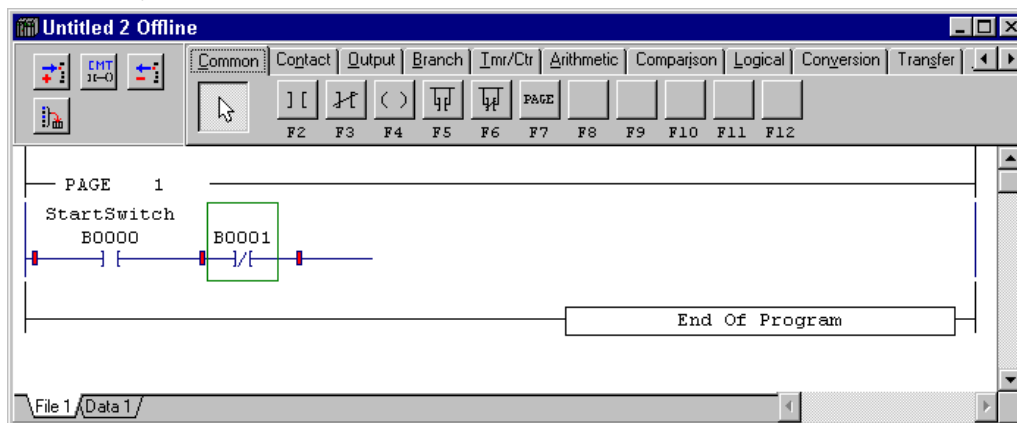 Untitled 2 Offline
CMT
Common Contact Output Branch Tmr/Ctr Arithmetic Comparison Logical Conversion Transfer
PAGE
F2 F3 F4 F5 F6 F7 F8 F9 F10 F11 F12
PAGE 1
StartSwitch
B0000 B0001
End Of Program
File 1 Data 1